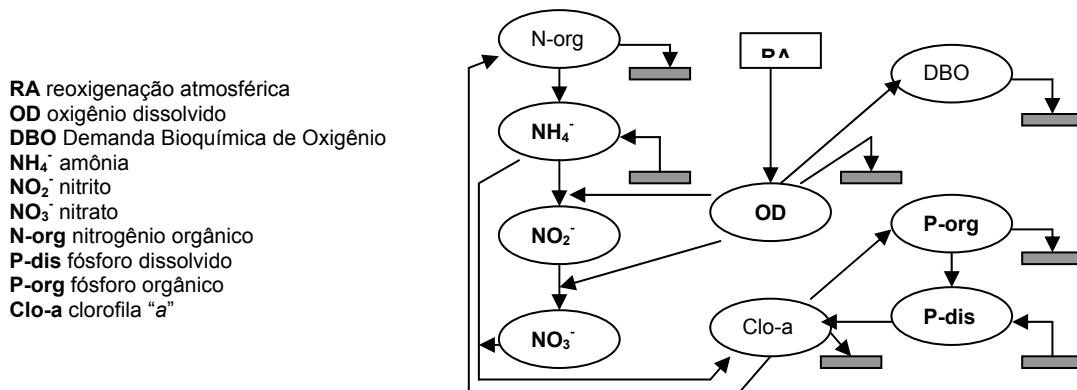 RA reoxigenação atmosférica
OD oxigênio dissolvido
DBO Demanda Bioquímica de Oxigênio
NH₄⁻ amônia
NO₂⁻ nitrito
NO₃⁻ nitrato
N-org nitrogênio orgânico
P-dis fósforo dissolvido
P-org fósforo orgânico
Clo-a clorofila “a”
N-org
RA
DBO
NH₄⁻
OD
P-org
NO₂⁻
Clo-a
P-dis
NO₃⁻